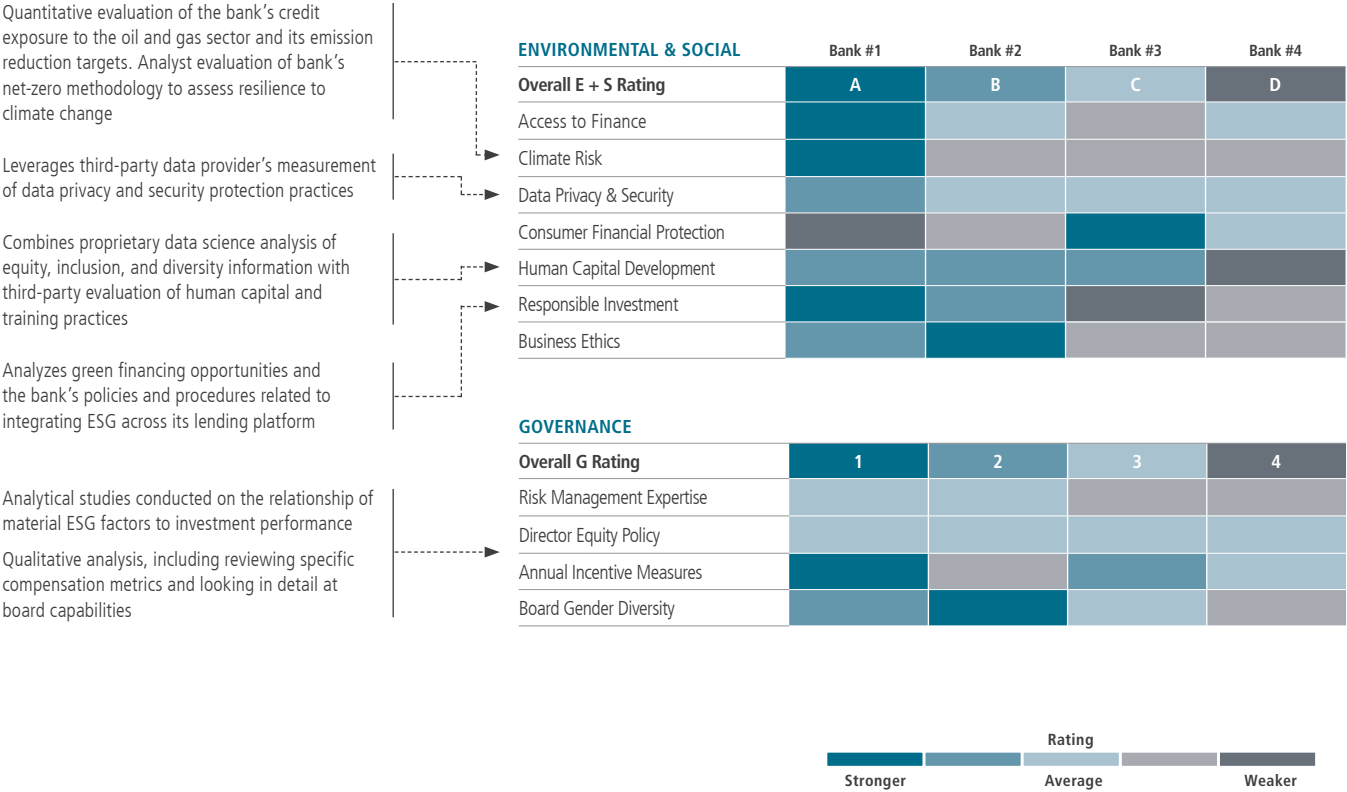 Quantitative evaluation of the bank’s credit
exposure to the oil and gas sector and its emission
reduction targets. Analyst evaluation of bank’s
net-zero methodology to assess resilience to
climate change
Leverages third-party data provider’s measurement
of data privacy and security protection practices
Combines proprietary data science analysis of
equity, inclusion, and diversity information with
third-party evaluation of human capital and
training practices
Analyzes green financing opportunities and
the bank’s policies and procedures related to
integrating ESG across its lending platform
Analytical studies conducted on the relationship of
material ESG factors to investment performance
Qualitative analysis, including reviewing specific
compensation metrics and looking in detail at
board capabilities
ENVIRONMENTAL & SOCIAL Bank #1 Bank #2 Bank #3 Bank #4
Overall E + S Rating A B C D
Access to Finance
Climate Risk
Data Privacy & Security
Consumer Financial Protection
Human Capital Development
Responsible Investment
Business Ethics
GOVERNANCE
Overall G Rating 1 2 3 4
Risk Management Expertise
Director Equity Policy
Annual Incentive Measures
Board Gender Diversity
Rating
Stronger Average Weaker